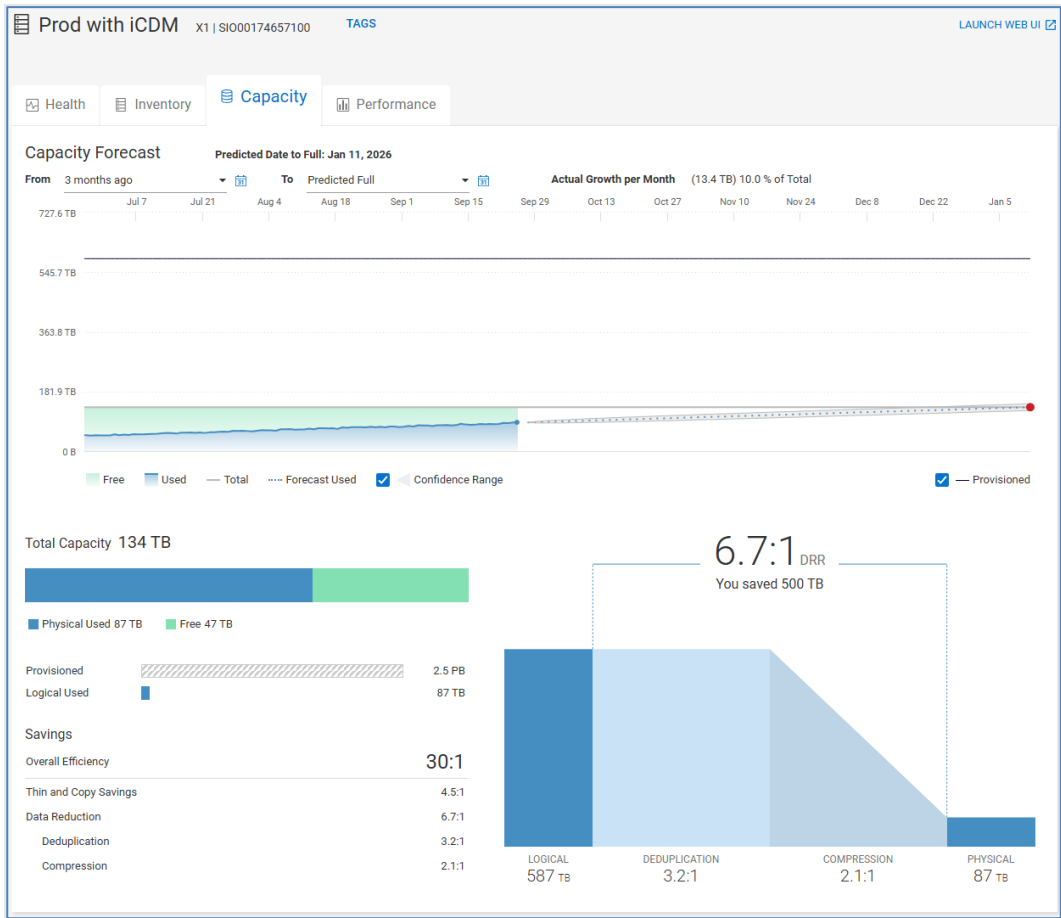 Prod with iCDM X1 | SIO00174657100 TAGS LAUNCH WEB UI
Health Inventory Capacity Performance
Capacity Forecast Predicted Date to Full: Jan 11, 2026
From 3 months ago 31 To Predicted Full 31 Actual Growth per Month (13.4 TB) 10.0 % of Total
Jul 7 Jul 21 Aug 4 Aug 18 Sep 1 Sep 15 Sep 29 Oct 13 Oct 27 Nov 10 Nov 24 Dec 8 Dec 22 Jan 5
727.6 TB
545.7 TB
363.8 TB
181.9 TB
0 B
Free Used Total Forecast Used Confidence Range Provisioned
Total Capacity 134 TB
Physical Used 87 TB Free 47 TB
Provisioned 2.5 PB
Logical Used 87 TB
Savings
Overall Efficiency 30:1
Thin and Copy Savings 4.5:1
Data Reduction 6.7:1
Deduplication 3.2:1
Compression 2.1:1
6.7:1 DRR
You saved 500 TB
LOGICAL DEDUPLICATION COMPRESSION PHYSICAL
587 TB 3.2:1 2.1:1 87 TB